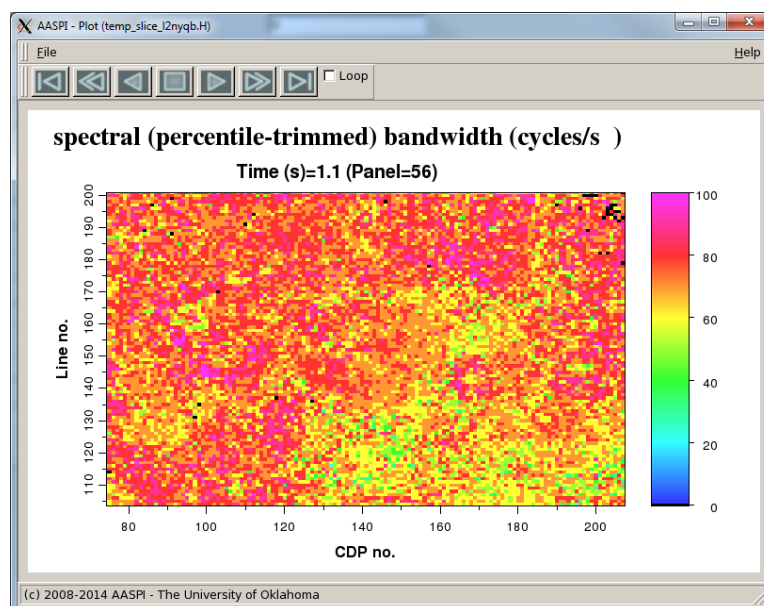 AASPI - Plot (temp_slice_l2nyqb.H)
File Help
Loop
spectral (percentile-trimmed) bandwidth (cycles/s )
Time (s)=1.1 (Panel=56)
200
190
180
170
160
150
140
130
120
110
Line no.
80 100 120 140 160 180 200
CDP no.
100
80
60
40
20
0
(c) 2008-2014 AASPI - The University of Oklahoma